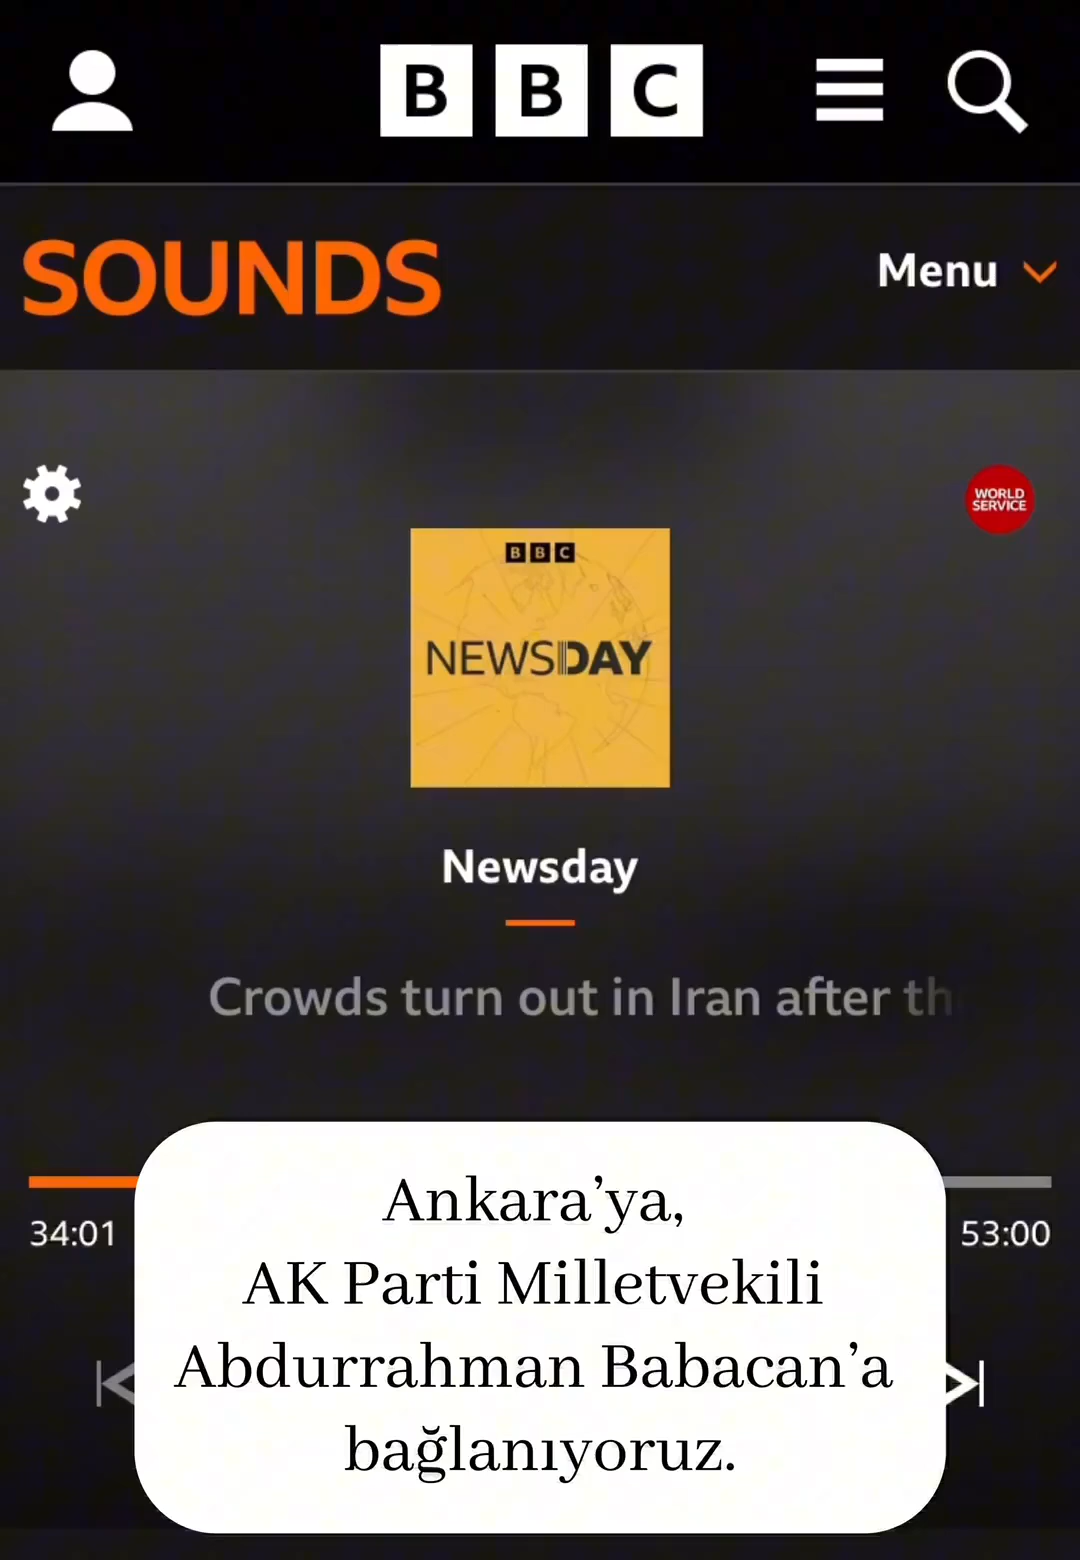 BBC
SOUNDS
Menu
WORLD
SERVICE
BBC
NEWSDAY
Newsday
Crowds turn out in Iran after
34:01
53:00
Ankara’ya,
AK Parti Milletvekili
Abdurrahman Babacan’a
bağlanıyoruz.